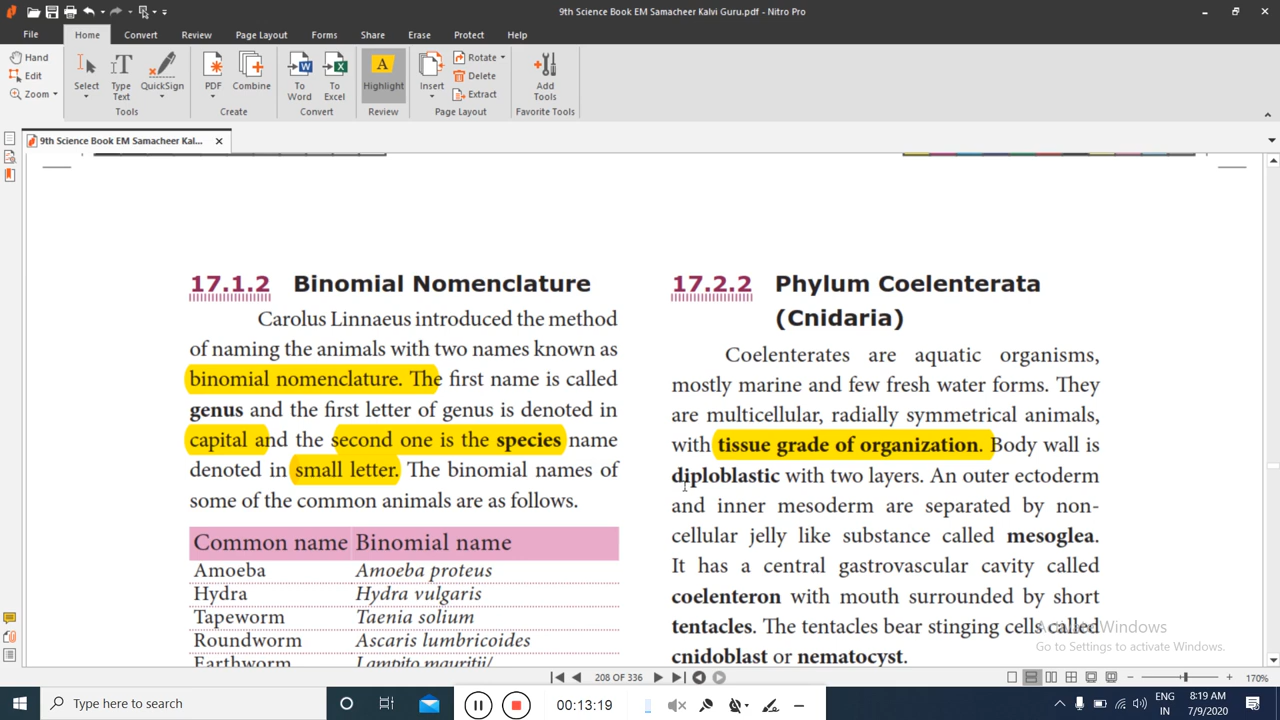 9th Science Book EM Samacheer Kalvi Guru.pdf - Nitro Pro
File Home Convert Review Page Layout Forms Share Erase Protect Help
Hand
Edit
Zoom
Select
Type Text
QuickSign
Tools
PDF
Combine
Create
To Word
To Excel
Convert
Highlight
Review
Insert
Rotate
Delete
Extract
Page Layout
Add Tools
Favorite Tools
9th Science Book EM Samacheer Kal...
17.1.2 Binomial Nomenclature
Carolus Linnaeus introduced the method
of naming the animals with two names known as
binomial nomenclature. The first name is called
genus and the first letter of genus is denoted in
capital and the second one is the species name
denoted in small letter. The binomial names of
some of the common animals are as follows.
Common name Binomial name
Amoeba Amoeba proteus
Hydra Hydra vulgaris
Tapeworm Taenia solium
Roundworm Ascaris lumbricoides
Earthworm Lampito mauritii/
17.2.2 Phylum Coelenterata
(Cnidaria)
Coelenterates are aquatic organisms,
mostly marine and few fresh water forms. They
are multicellular, radially symmetrical animals,
with tissue grade of organization. Body wall is
diploblastic with two layers. An outer ectoderm
and inner mesoderm are separated by non-
cellular jelly like substance called mesoglea.
It has a central gastrovascular cavity called
coelenteron with mouth surrounded by short
tentacles. The tentacles bear stinging cells called
cnidoblast or nematocyst.
Activate Windows
Go to Settings to activate Windows.
208 OF 336
170%
Type here to search
00:13:19
ENG
IN
8:19 AM
7/9/2020